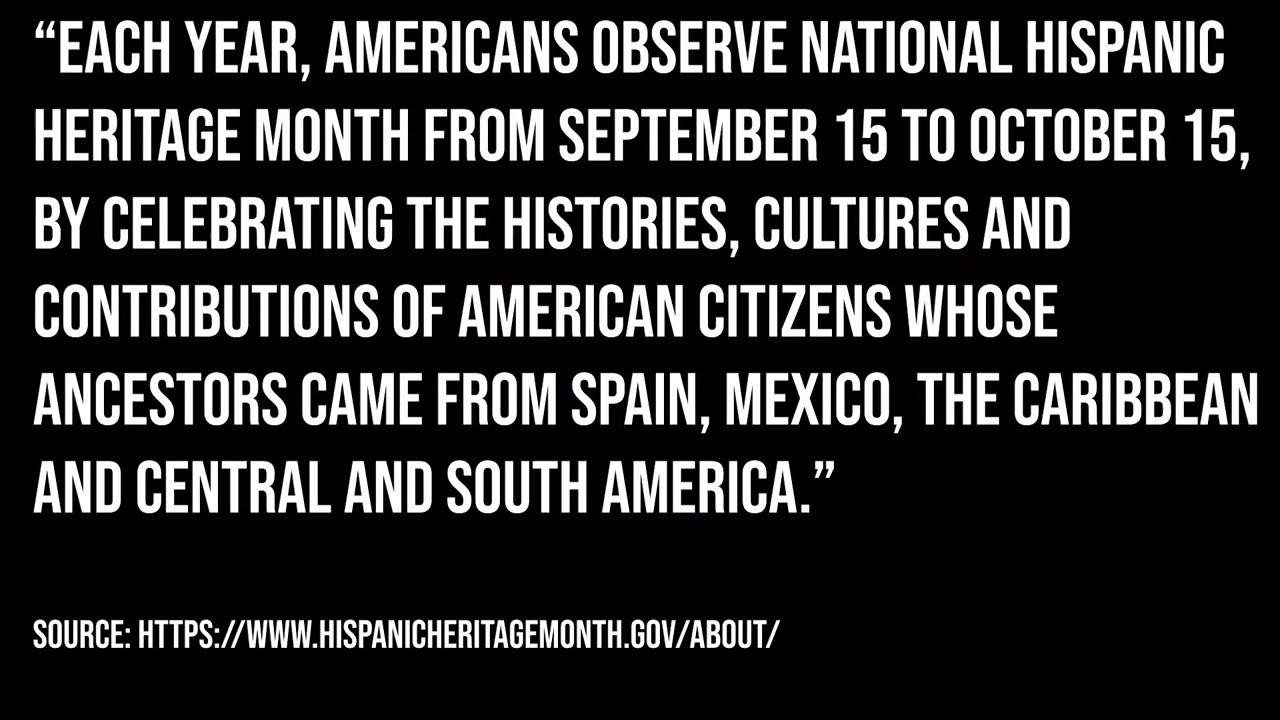 “EACH YEAR, AMERICANS OBSERVE NATIONAL HISPANIC
HERITAGE MONTH FROM SEPTEMBER 15 TO OCTOBER 15,
BY CELEBRATING THE HISTORIES, CULTURES AND
CONTRIBUTIONS OF AMERICAN CITIZENS WHOSE
ANCESTORS CAME FROM SPAIN, MEXICO, THE CARIBBEAN
AND CENTRAL AND SOUTH AMERICA.”
SOURCE: HTTPS://WWW.HISPANICHERITAGEMONTH.GOV/ABOUT/